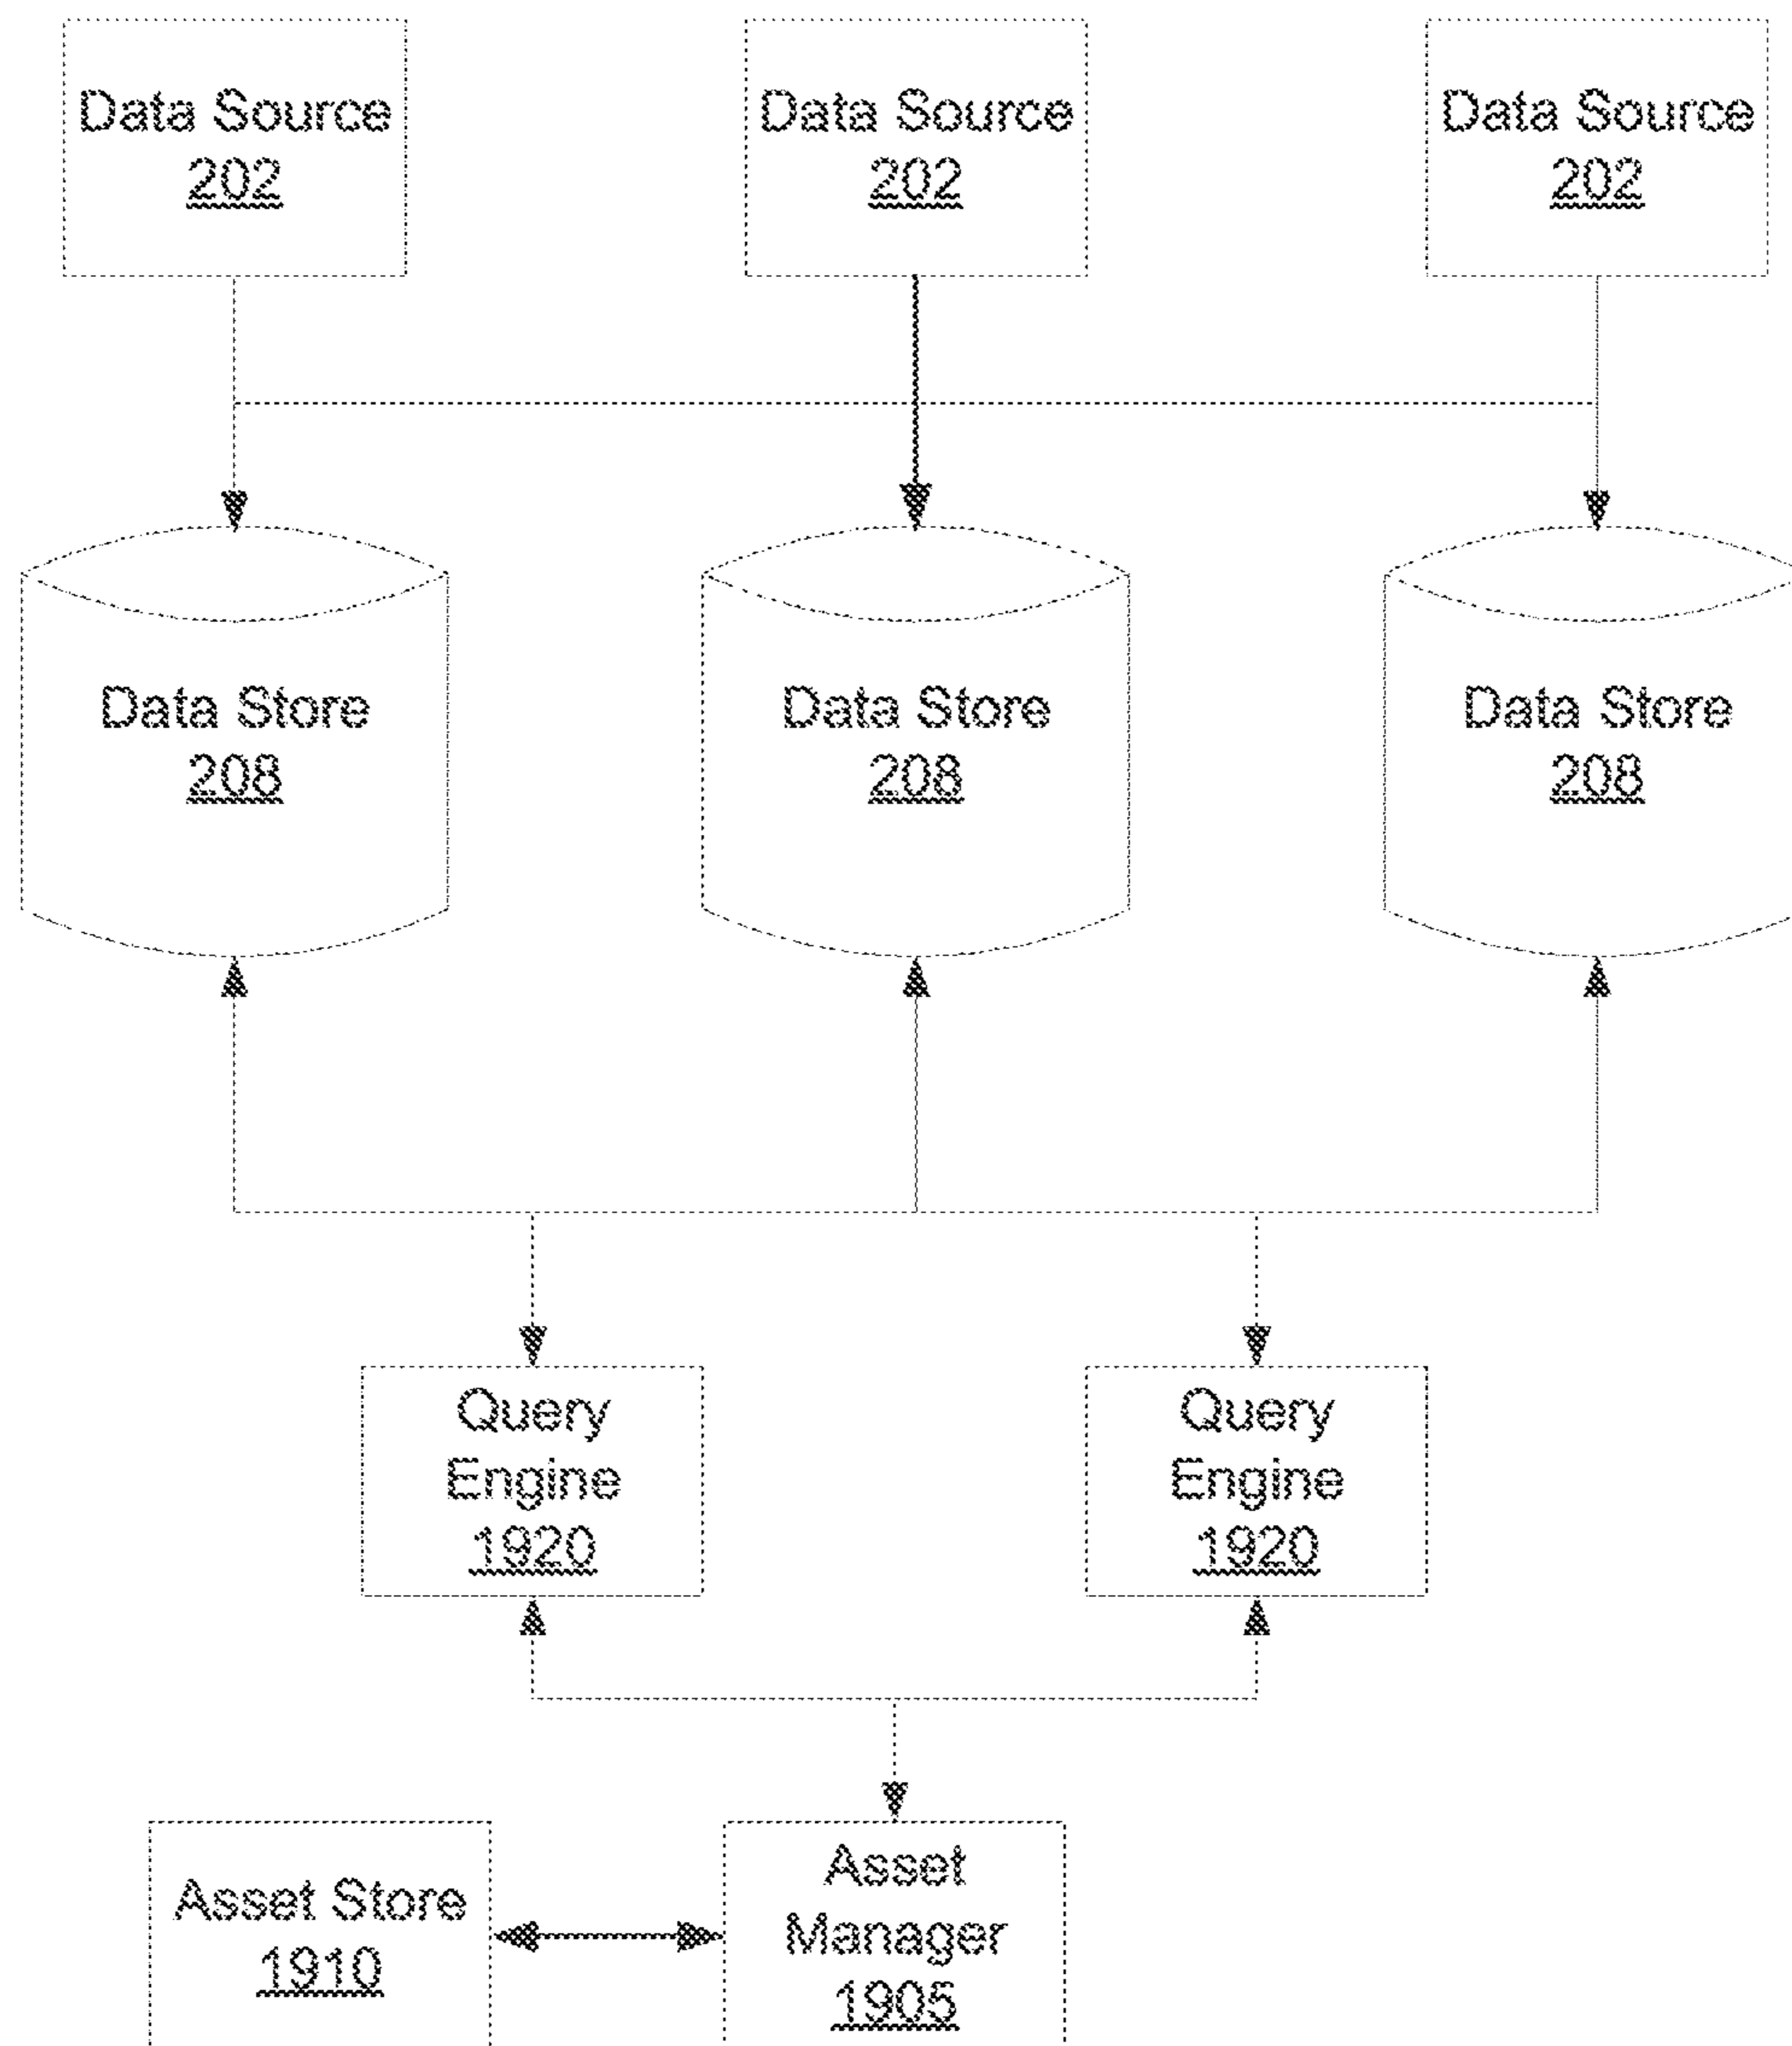 Data Source
202
Data Source
202
Data Source
202
Data Store
208
Data Store
208
Data Store
208
Query
Engine
1920
Query
Engine
1920
Asset Store
1910
Asset
Manager
1905